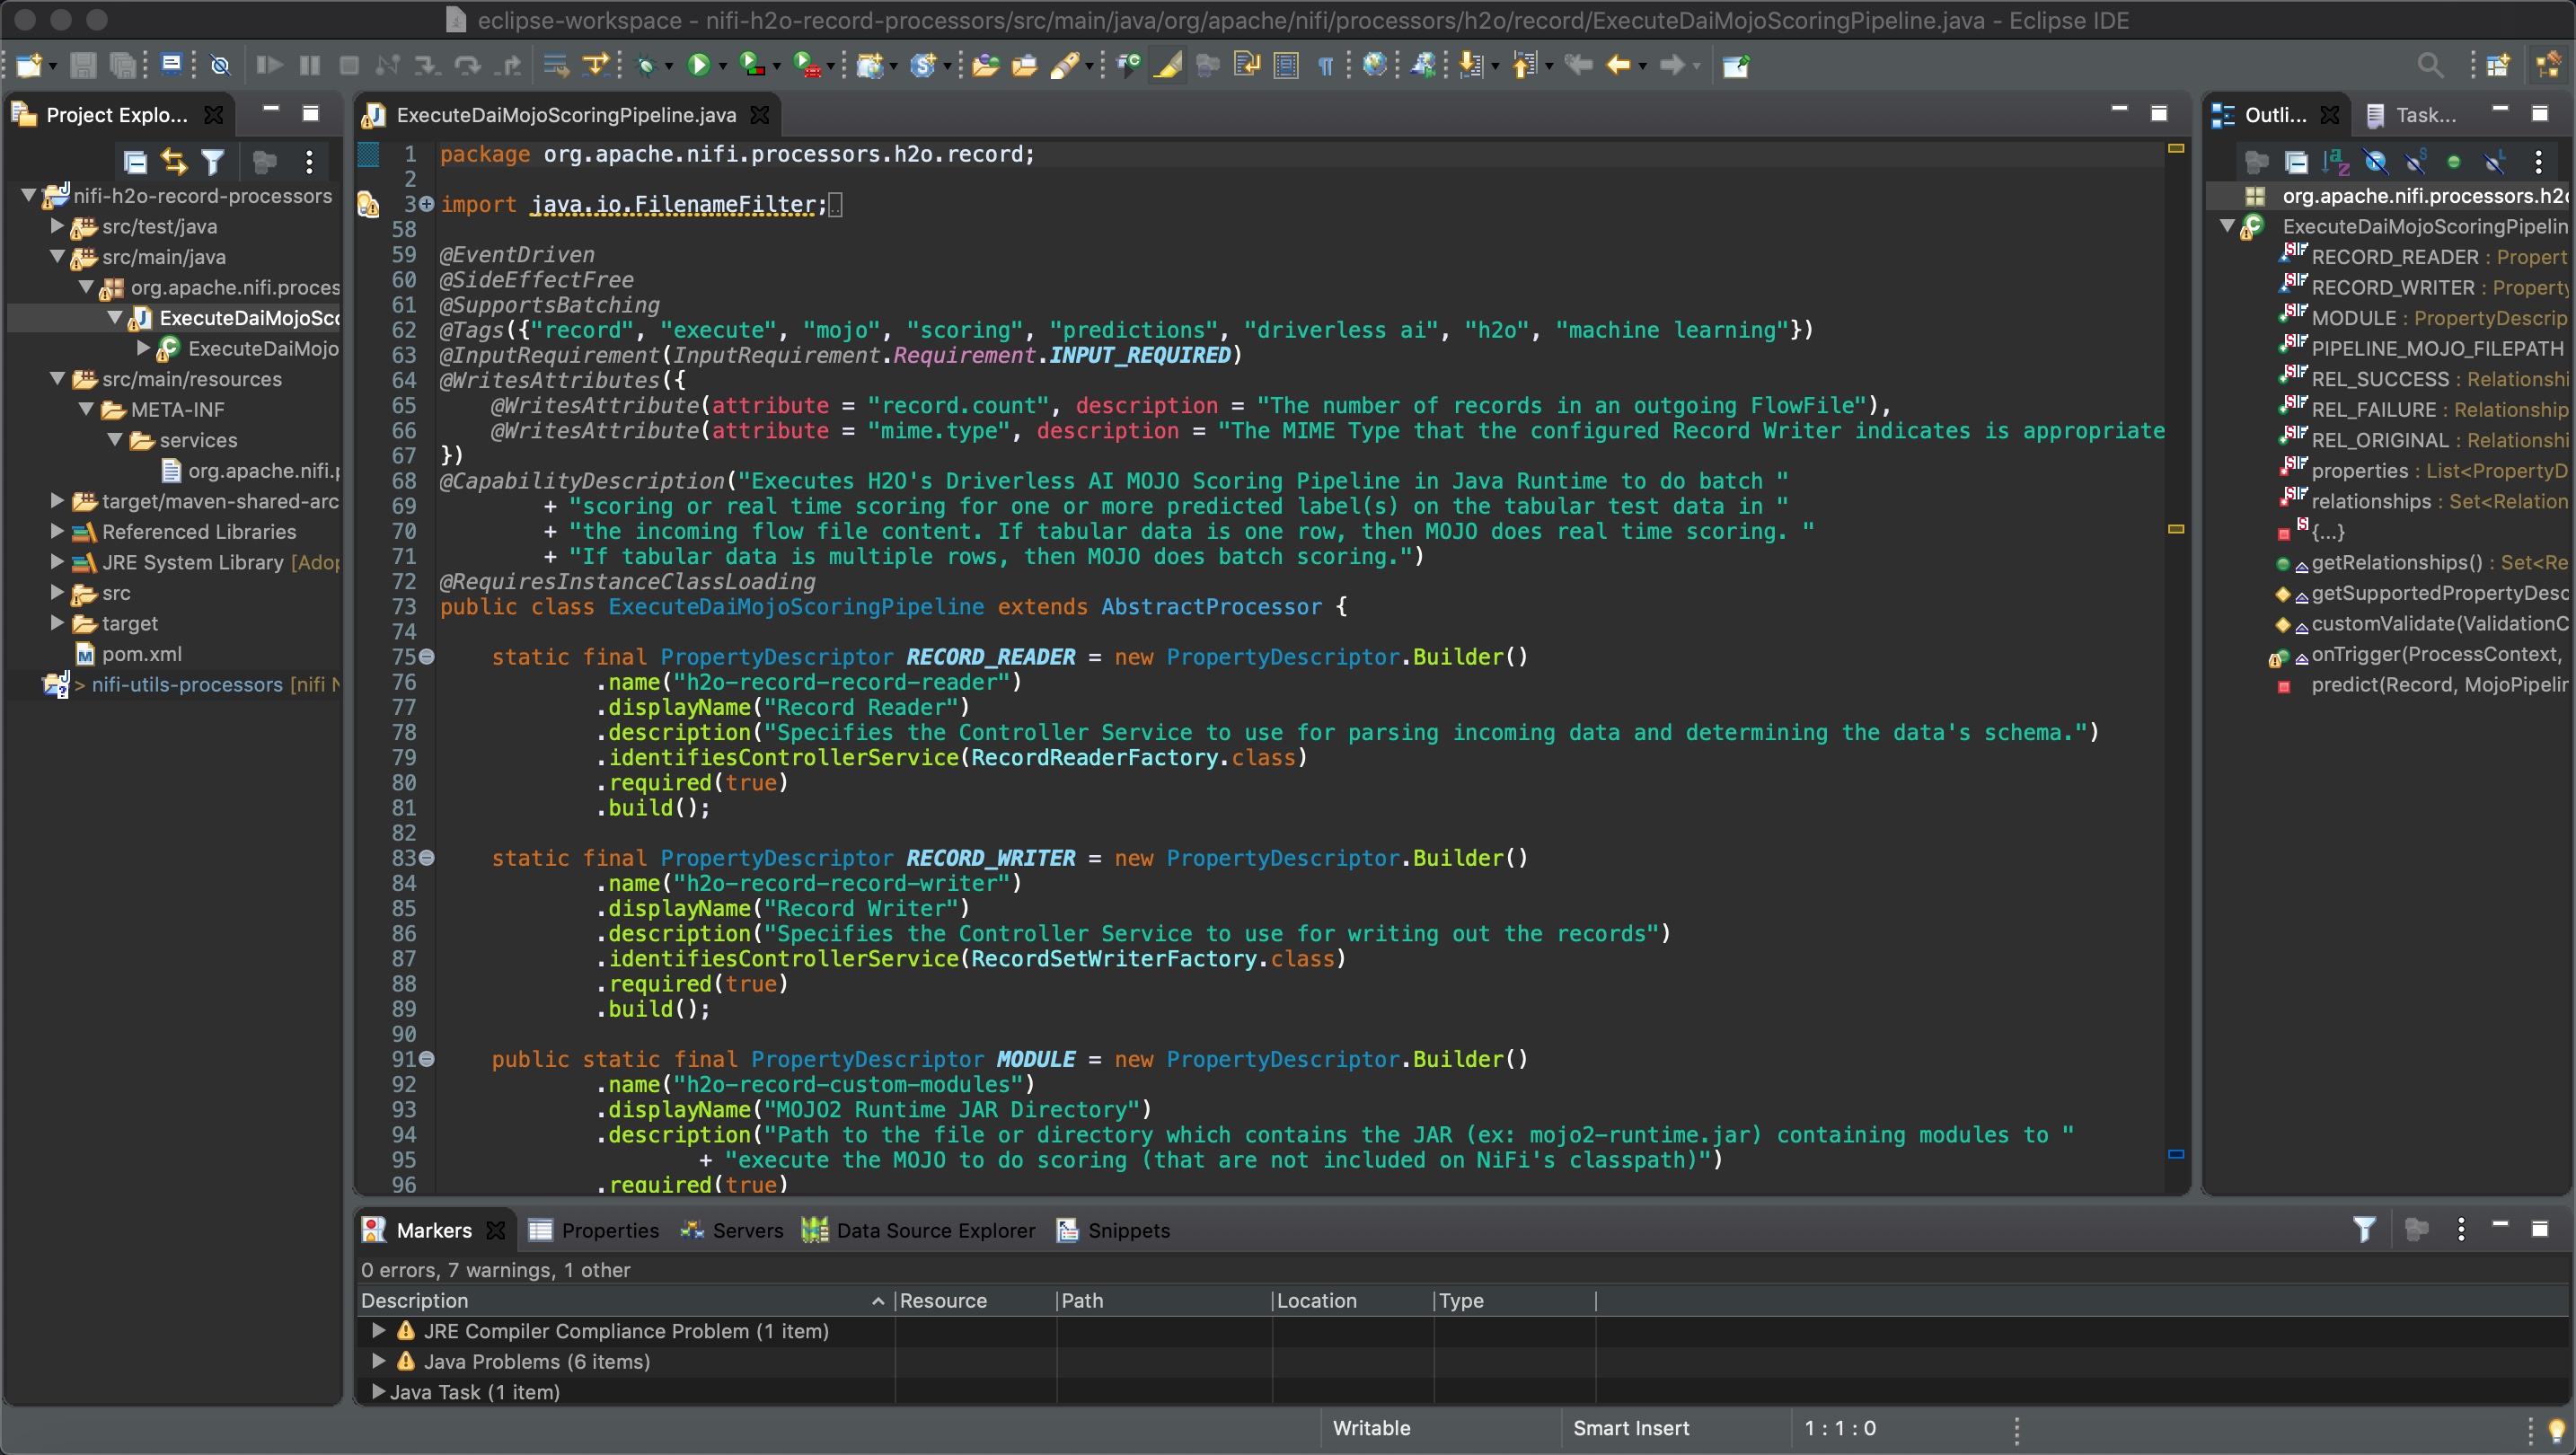 eclipse-workspace - nifi-h2o-record-processors/src/main/java/org/apache/nifi/processors/h2o/record/ExecuteDaiMojoScoringPipeline.java - Eclipse IDE
Project Explo...
nifi-h2o-record-processors
src/test/java
src/main/java
org.apache.nifi.proces
ExecuteDaiMojoSco
ExecuteDaiMojo
src/main/resources
META-INF
services
org.apache.nifi.p
target/maven-shared-arc
Referenced Libraries
JRE System Library [Adop
src
target
pom.xml
> nifi-utils-processors [nifi N
ExecuteDaiMojoScoringPipeline.java
1 package org.apache.nifi.processors.h2o.record;
2
3 import java.io.FilenameFilter;
58
59 @EventDriven
60 @SideEffectFree
61 @SupportsBatching
62 @Tags({"record", "execute", "mojo", "scoring", "predictions", "driverless ai", "h2o", "machine learning"})
63 @InputRequirement(InputRequirement.Requirement.INPUT_REQUIRED)
64 @WritesAttributes({
65 @WritesAttribute(attribute = "record.count", description = "The number of records in an outgoing FlowFile"),
66 @WritesAttribute(attribute = "mime.type", description = "The MIME Type that the configured Record Writer indicates is appropriate
67 })
68 @CapabilityDescription("Executes H2O's Driverless AI MOJO Scoring Pipeline in Java Runtime to do batch "
69 + "scoring or real time scoring for one or more predicted label(s) on the tabular test data in "
70 + "the incoming flow file content. If tabular data is one row, then MOJO does real time scoring. "
71 + "If tabular data is multiple rows, then MOJO does batch scoring.")
72 @RequiresInstanceClassLoading
73 public class ExecuteDaiMojoScoringPipeline extends AbstractProcessor {
74
75 static final PropertyDescriptor RECORD_READER = new PropertyDescriptor.Builder()
76 .name("h2o-record-record-reader")
77 .displayName("Record Reader")
78 .description("Specifies the Controller Service to use for parsing incoming data and determining the data's schema.")
79 .identifiesControllerService(RecordReaderFactory.class)
80 .required(true)
81 .build();
82
83 static final PropertyDescriptor RECORD_WRITER = new PropertyDescriptor.Builder()
84 .name("h2o-record-record-writer")
85 .displayName("Record Writer")
86 .description("Specifies the Controller Service to use for writing out the records")
87 .identifiesControllerService(RecordSetWriterFactory.class)
88 .required(true)
89 .build();
90
91 public static final PropertyDescriptor MODULE = new PropertyDescriptor.Builder()
92 .name("h2o-record-custom-modules")
93 .displayName("MOJO2 Runtime JAR Directory")
94 .description("Path to the file or directory which contains the JAR (ex: mojo2-runtime.jar) containing modules to "
95 + "execute the MOJO to do scoring (that are not included on NiFi's classpath)")
96 .required(true)
Outli... Task...
org.apache.nifi.processors.h2o
ExecuteDaiMojoScoringPipelin
RECORD_READER : Propert
RECORD_WRITER : Property
MODULE : PropertyDescrip
PIPELINE_MOJO_FILEPATH
REL_SUCCESS : Relationshi
REL_FAILURE : Relationship
REL_ORIGINAL : Relationshi
properties : List<PropertyD
relationships : Set<Relation
{...}
getRelationships() : Set<Re
getSupportedPropertyDesc
customValidate(ValidationC
onTrigger(ProcessContext,
predict(Record, MojoPipelin
Markers Properties Servers Data Source Explorer Snippets
0 errors, 7 warnings, 1 other
Description Resource Path Location Type
JRE Compiler Compliance Problem (1 item)
Java Problems (6 items)
Java Task (1 item)
Writable Smart Insert 1 : 1 : 0